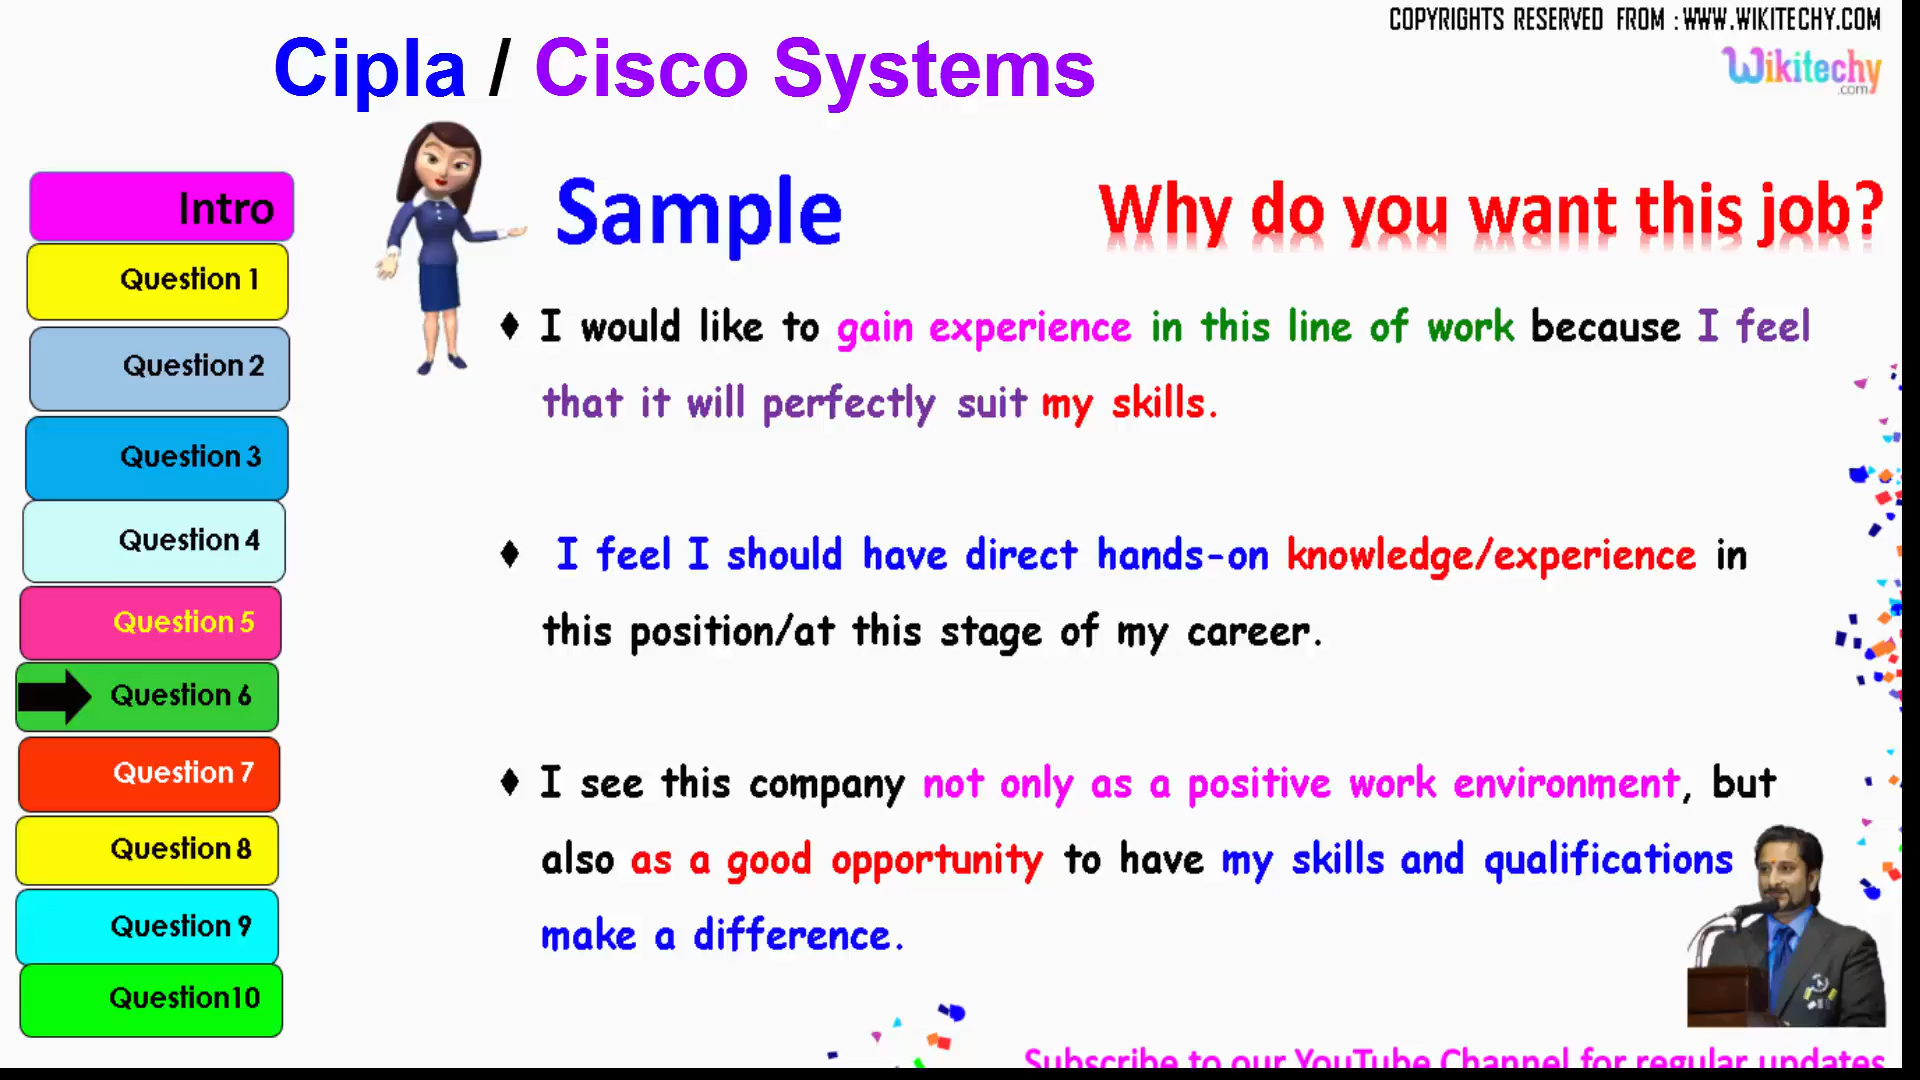 COPYRIGHTS RESERVED FROM : WWW.WIKITECHY.COM
Cipla / Cisco Systems
Wikitechy
.com
Intro
Question 1
Question 2
Question 3
Question 4
Question 5
Question 6
Question 7
Question 8
Question 9
Question10
Sample
Why do you want this job?
♦ I would like to gain experience in this line of work because I feel
that it will perfectly suit my skills.
♦ I feel I should have direct hands-on knowledge/experience in
this position/at this stage of my career.
♦ I see this company not only as a positive work environment, but
also as a good opportunity to have my skills and qualifications
make a difference.
Subscribe to our YouTube Channel for regular updates